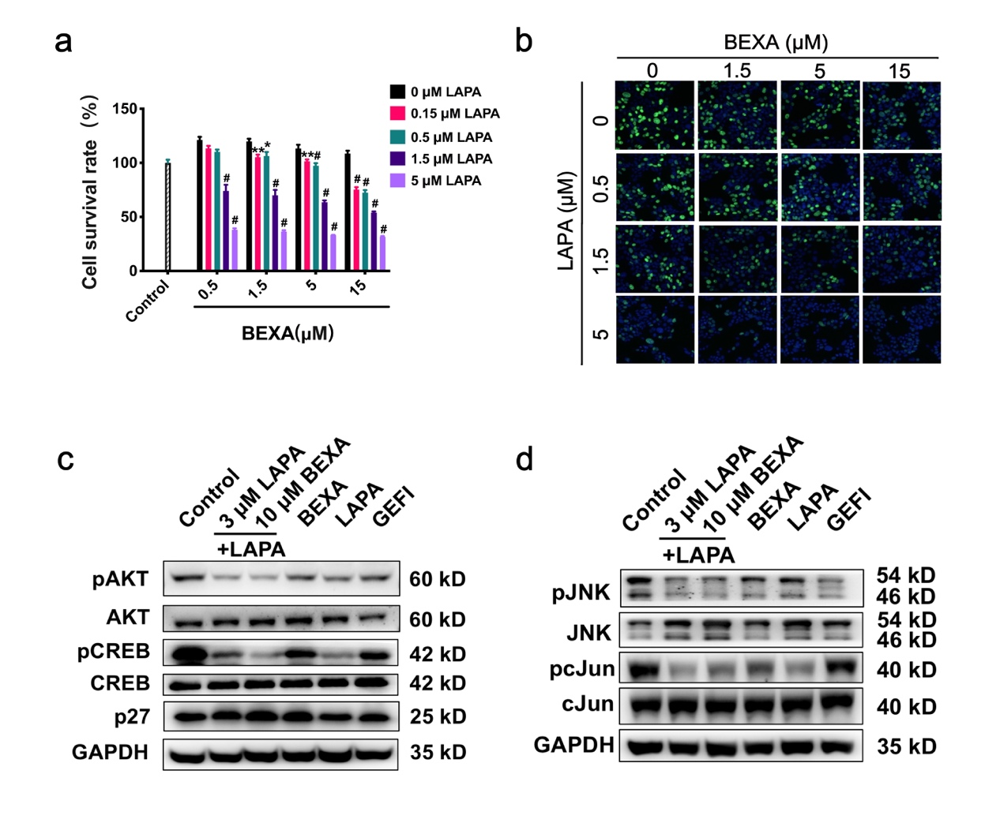 a
Cell survival rate (%)
150
100
50
0
Control
0.5
1.5
5
15
BEXA(μM)
** *
**#
# # # #
# # # # # #
0 μM LAPA
0.15 μM LAPA
0.5 μM LAPA
1.5 μM LAPA
5 μM LAPA
b
BEXA (μM)
0 1.5 5 15
LAPA (μM)
0
0.5
1.5
5
c
Control
3 μM LAPA
10 μM BEXA
BEXA
LAPA
GEFI
+LAPA
pAKT 60 kD
AKT 60 kD
pCREB 42 kD
CREB 42 kD
p27 25 kD
GAPDH 35 kD
d
Control
3 μM LAPA
10 μM BEXA
BEXA
LAPA
GEFI
+LAPA
pJNK 54 kD
46 kD
JNK 54 kD
46 kD
pcJun 40 kD
cJun 40 kD
GAPDH 35 kD